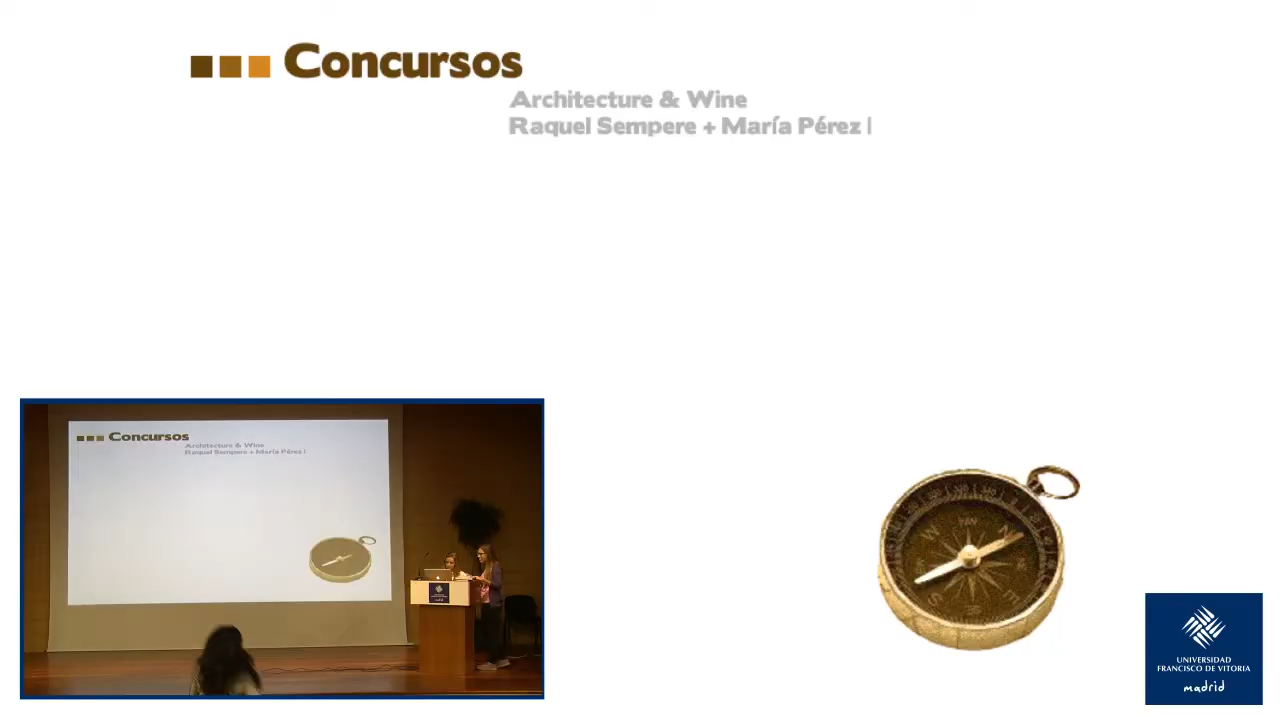 Concursos
Architecture & Wine
Raquel Sempere + María Pérez |
Concursos
Architecture & Wine
Raquel Sempere + María Pérez |
W
N
S
E
UNIVERSIDAD
FRANCISCO DE VITORIA
madrid